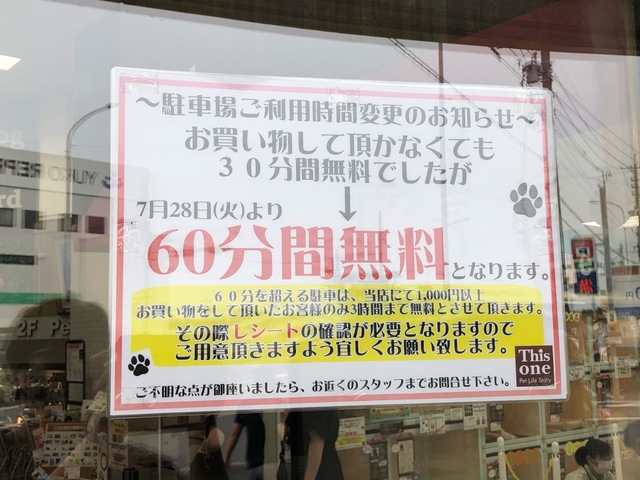 ～駐車場ご利用時間変更のお知らせ～
お買い物して頂かなくても
３０分間無料でしたが
↓
7月28日(火)より
60分間無料となります。
６０分を超える駐車は、当店にて1,000円以上
お買い物をして頂いたお客様のみ3時間まで無料とさせて頂きます。
その際レシートの確認が必要となりますので
ご用意頂きますよう宜しくお願い致します。
This
one
Pet Life Story
ご不明な点が御座いましたら、お近くのスタッフまでお問合せ下さい。
2F Pe